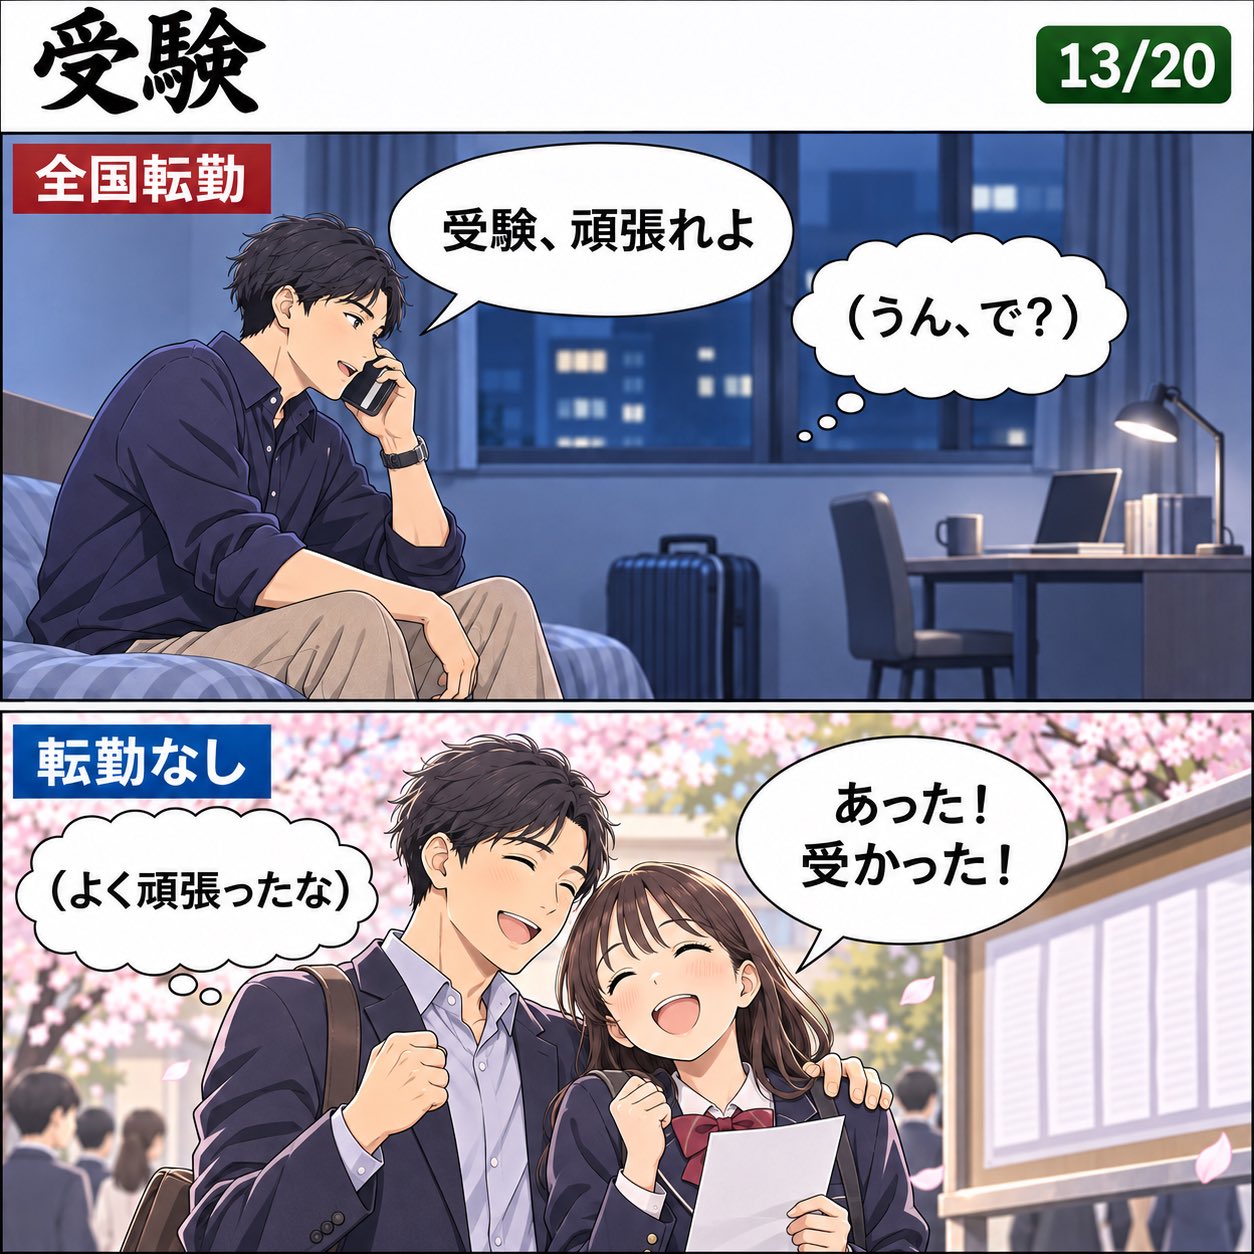 受験
13/20
全国転勤
受験、頑張れよ
(うん、で?)
転勤なし
(よく頑張ったな)
あった!
受かった!